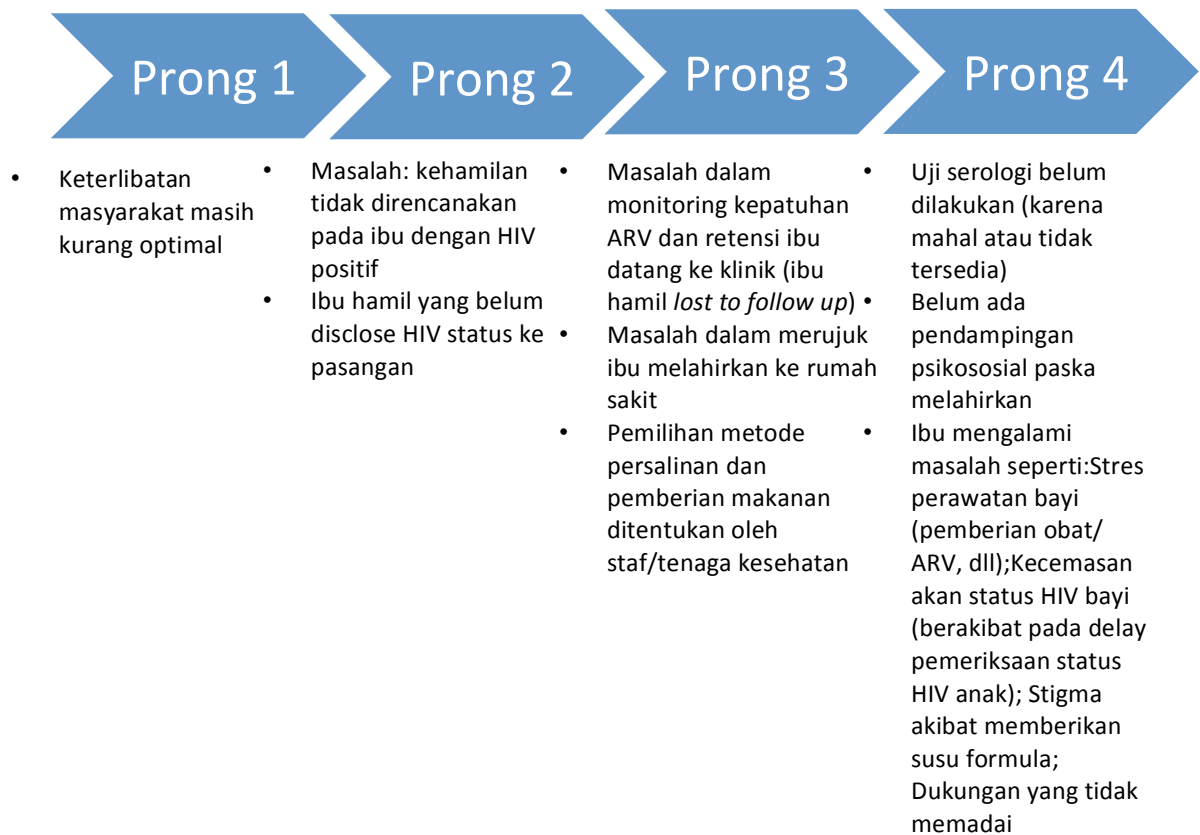 Prong 1
Prong 2
Prong 3
Prong 4
• Keterlibatan
masyarakat masih
kurang optimal
• Masalah: kehamilan
tidak direncanakan
pada ibu dengan HIV
positif
• Ibu hamil yang belum
disclose HIV status ke
pasangan
• Masalah dalam
monitoring kepatuhan
ARV dan retensi ibu
datang ke klinik (ibu
hamil lost to follow up)
• Masalah dalam merujuk
ibu melahirkan ke rumah
sakit
• Pemilihan metode
persalinan dan
pemberian makanan
ditentukan oleh
staf/tenaga kesehatan
• Uji serologi belum
dilakukan (karena
mahal atau tidak
tersedia)
• Belum ada
pendampingan
psikososial paska
melahirkan
• Ibu mengalami
masalah seperti:Stres
perawatan bayi
(pemberian obat/
ARV, dll);Kecemasan
akan status HIV bayi
(berakibat pada delay
pemeriksaan status
HIV anak); Stigma
akibat memberikan
susu formula;
Dukungan yang tidak
memadai